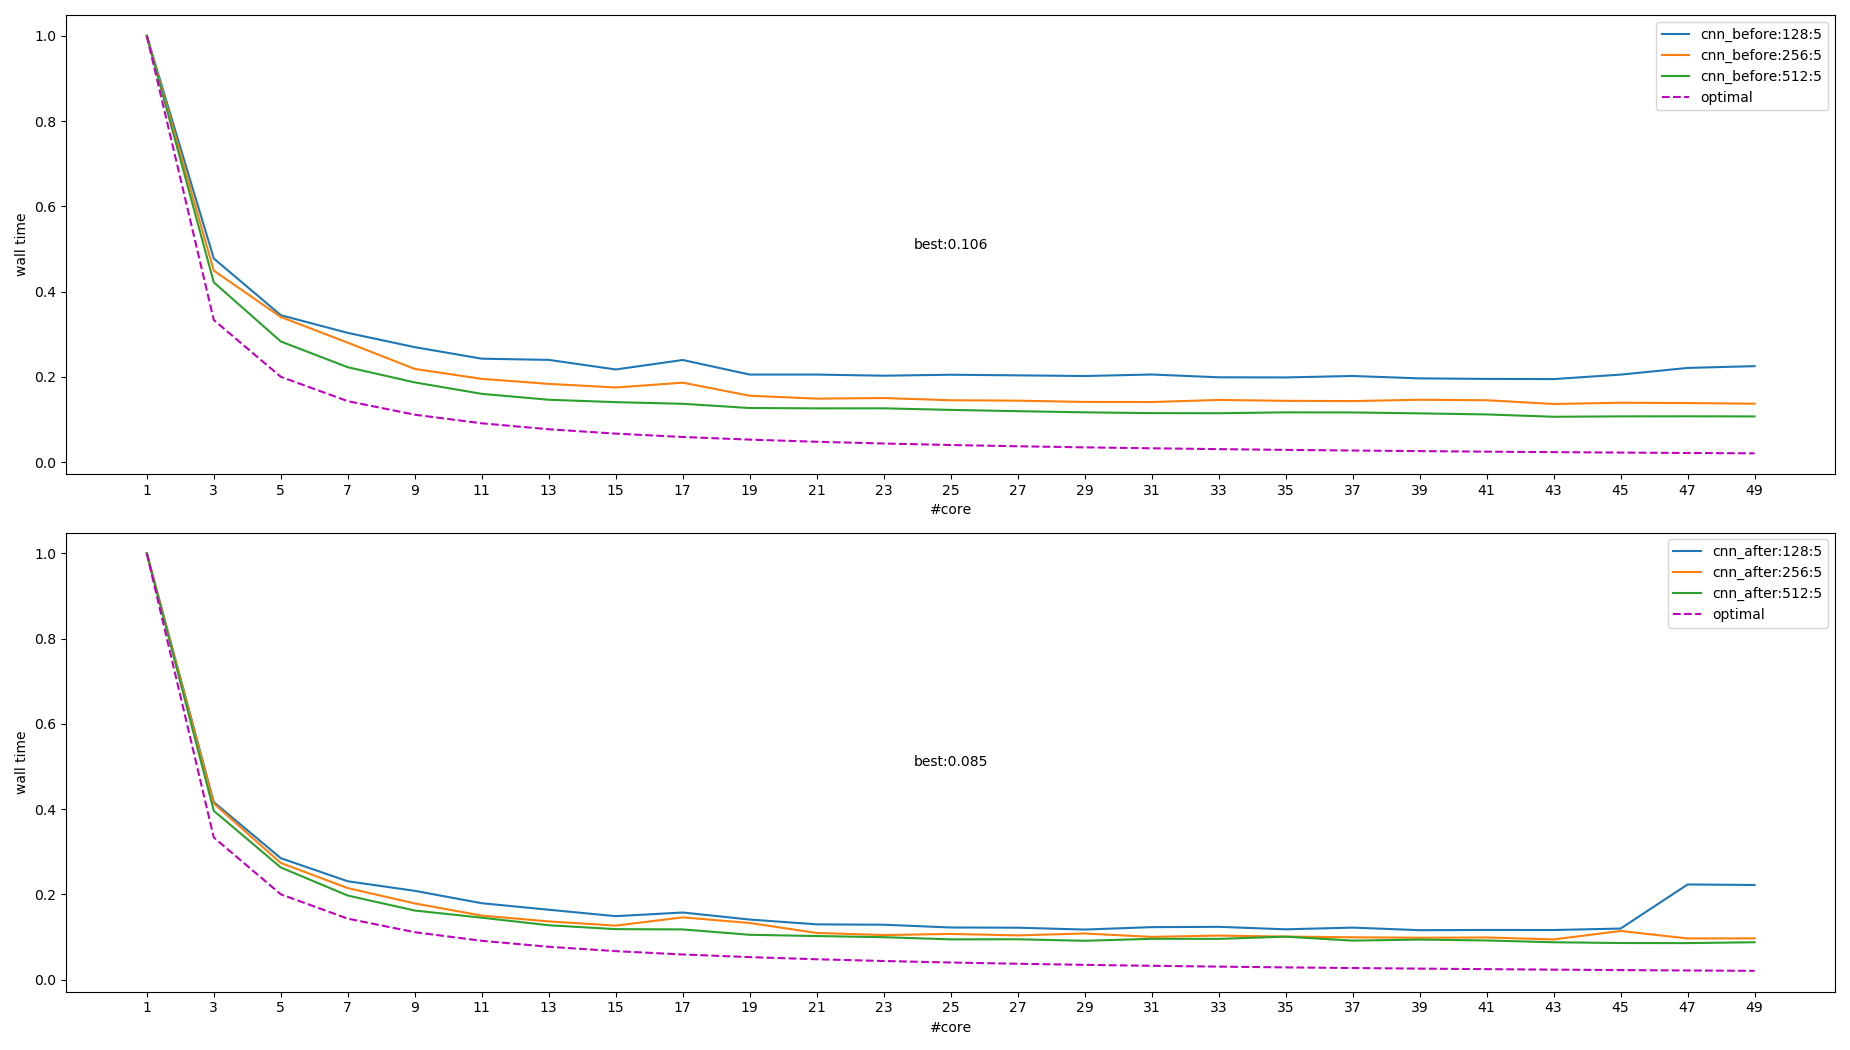 cnn_before:128:5
cnn_before:256:5
cnn_before:512:5
optimal
1.0
0.8
0.6
0.4
0.2
0.0
wall time
best:0.106
1 3 5 7 9 11 13 15 17 19 21 23 25 27 29 31 33 35 37 39 41 43 45 47 49
#core
cnn_after:128:5
cnn_after:256:5
cnn_after:512:5
optimal
1.0
0.8
0.6
0.4
0.2
0.0
wall time
best:0.085
1 3 5 7 9 11 13 15 17 19 21 23 25 27 29 31 33 35 37 39 41 43 45 47 49
#core